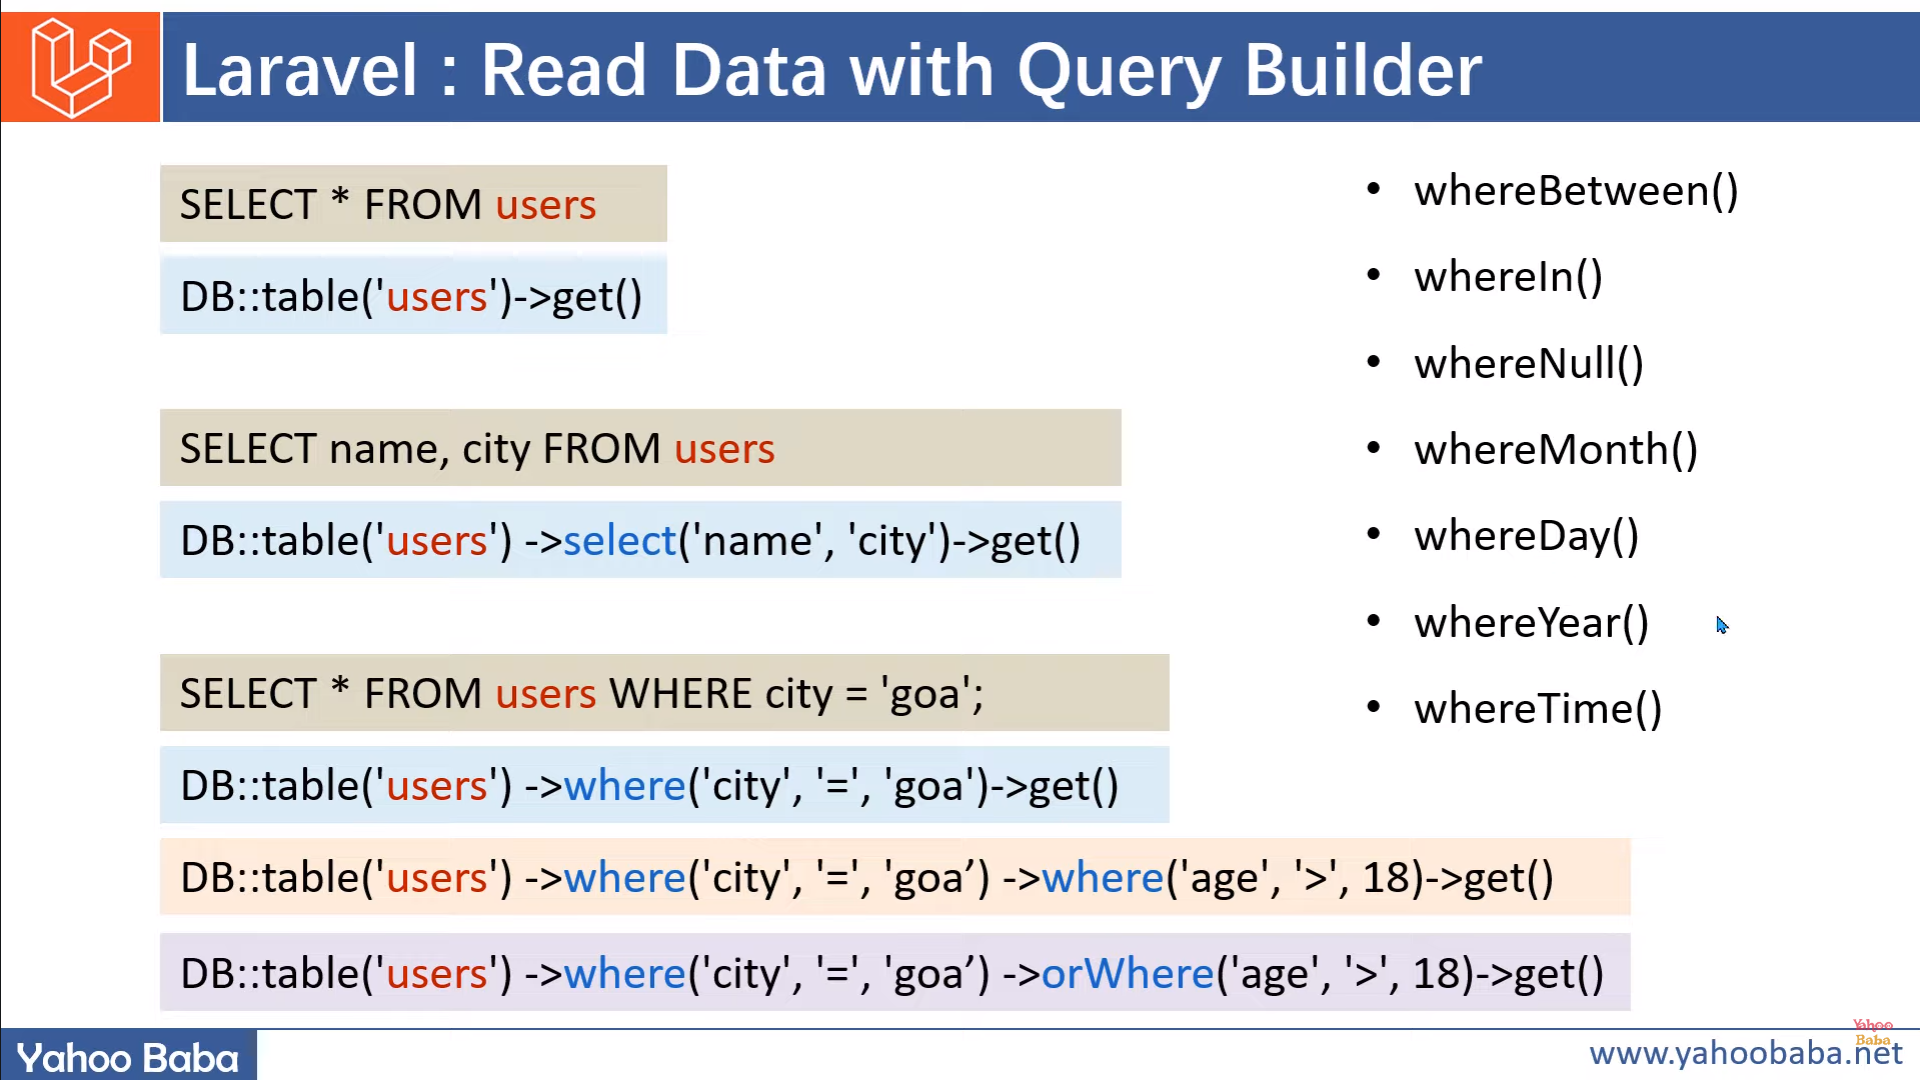 Laravel : Read Data with Query Builder
SELECT * FROM users
DB::table('users')->get()
SELECT name, city FROM users
DB::table('users') ->select('name', 'city')->get()
SELECT * FROM users WHERE city = 'goa';
DB::table('users') ->where('city', '=', 'goa')->get()
DB::table('users') ->where('city', '=', 'goa’) ->where('age', '>', 18)->get()
DB::table('users') ->where('city', '=', 'goa’) ->orWhere('age', '>', 18)->get()
• whereBetween()
• whereIn()
• whereNull()
• whereMonth()
• whereDay()
• whereYear()
• whereTime()
Yahoo Baba
Yahoo
Baba
www.yahoobaba.net